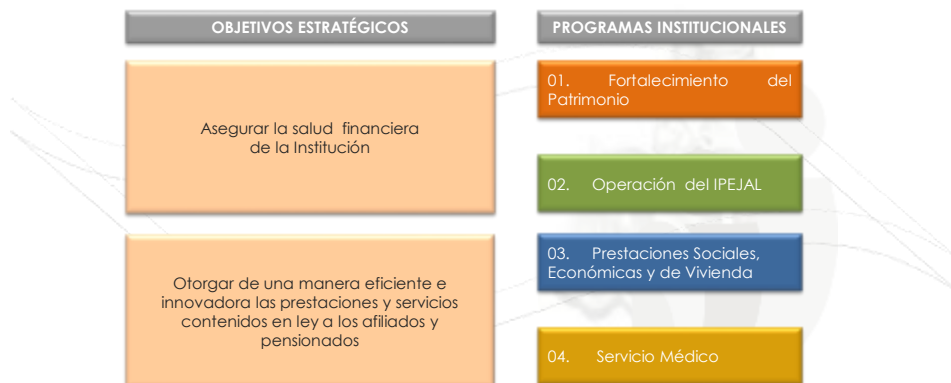 OBJETIVOS ESTRATÉGICOS
Asegurar la salud financiera
de la Institución
Otorgar de una manera eficiente e
innovadora las prestaciones y servicios
contenidos en ley a los afiliados y
pensionados
PROGRAMAS INSTITUCIONALES
01. Fortalecimiento del
Patrimonio
02. Operación del IPEJAL
03. Prestaciones Sociales,
Económicas y de Vivienda
04. Servicio Médico